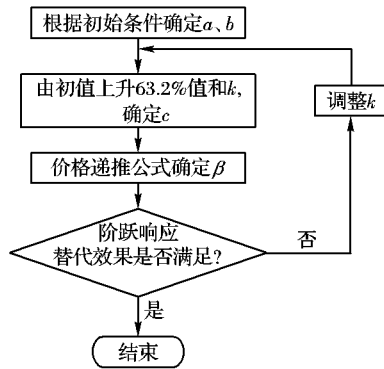 根据初始条件确定a、b
由初值上升63.2%值和k,
确定c
调整k
价格递推公式确定β
阶跃响应
替代效果是否满足?
否
是
结束